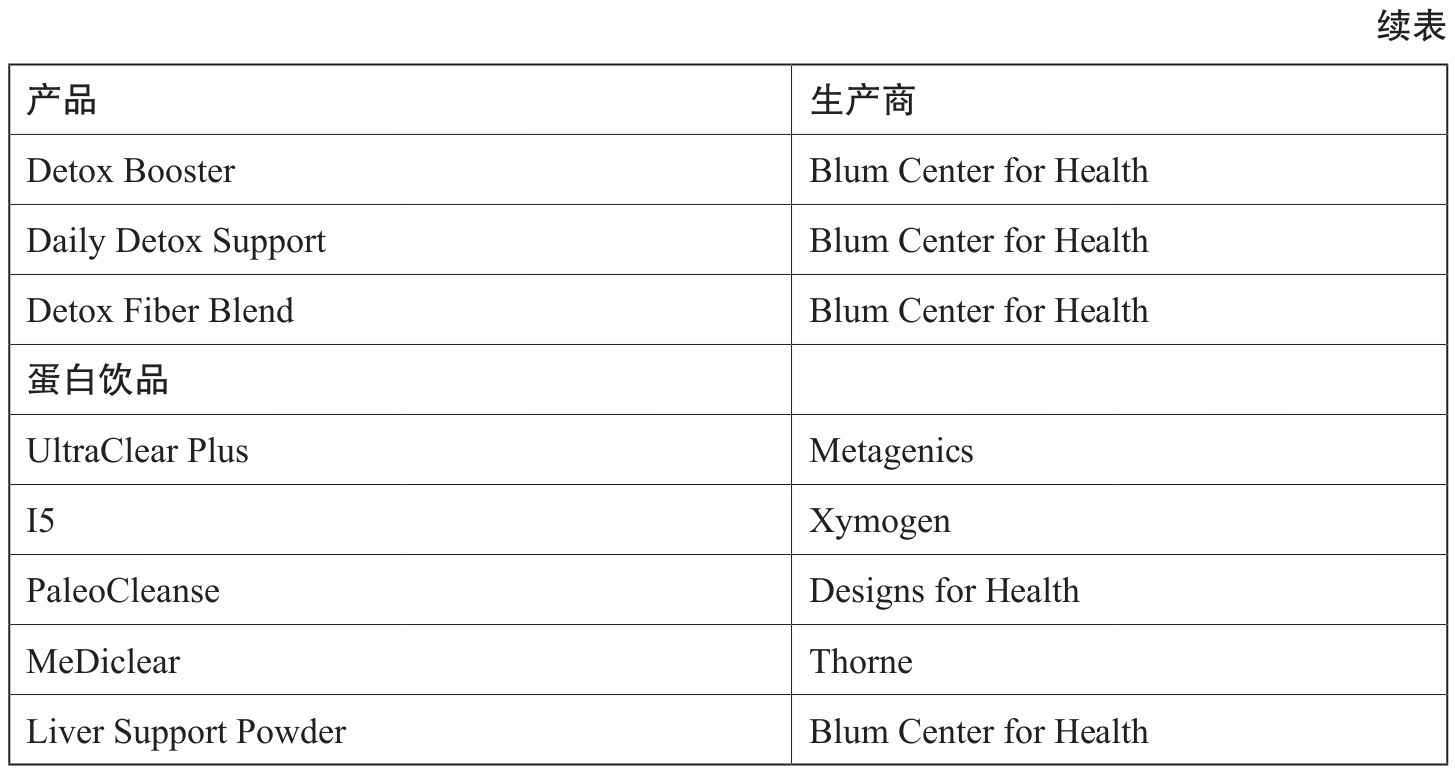 续表
产品 生产商
Detox Booster Blum Center for Health
Daily Detox Support Blum Center for Health
Detox Fiber Blend Blum Center for Health
蛋白饮品
UltraClear Plus Metagenics
I5 Xymogen
PaleoCleanse Designs for Health
MeDiclear Thorne
Liver Support Powder Blum Center for Health